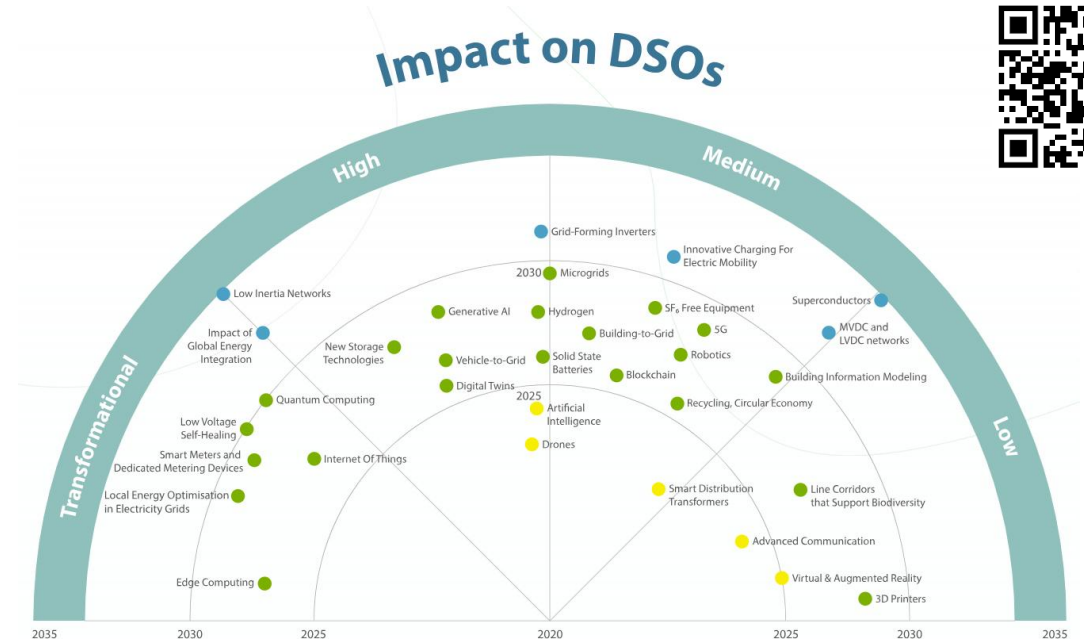 Impact on DSOs
High
Medium
Transformational
Low
Grid-Forming Inverters
Innovative Charging For
Electric Mobility
2030
Microgrids
Low Inertia Networks
Superconductors
Generative AI
Hydrogen
SF₆ Free Equipment
Impact of
Global Energy
Integration
Building-to-Grid
5G
MVDC and
LVDC networks
New Storage
Technologies
Vehicle-to-Grid
Solid State
Batteries
Robotics
Digital Twins
Blockchain
Building Information Modeling
2025
Quantum Computing
Artificial
Intelligence
Recycling, Circular Economy
Low Voltage
Self-Healing
Drones
Smart Meters and
Dedicated Metering Devices
Internet Of Things
Local Energy Optimisation
in Electricity Grids
Smart Distribution
Transformers
Line Corridors
that Support Biodiversity
Advanced Communication
Edge Computing
Virtual & Augmented Reality
3D Printers
2035
2030
2025
2020
2025
2030
2035